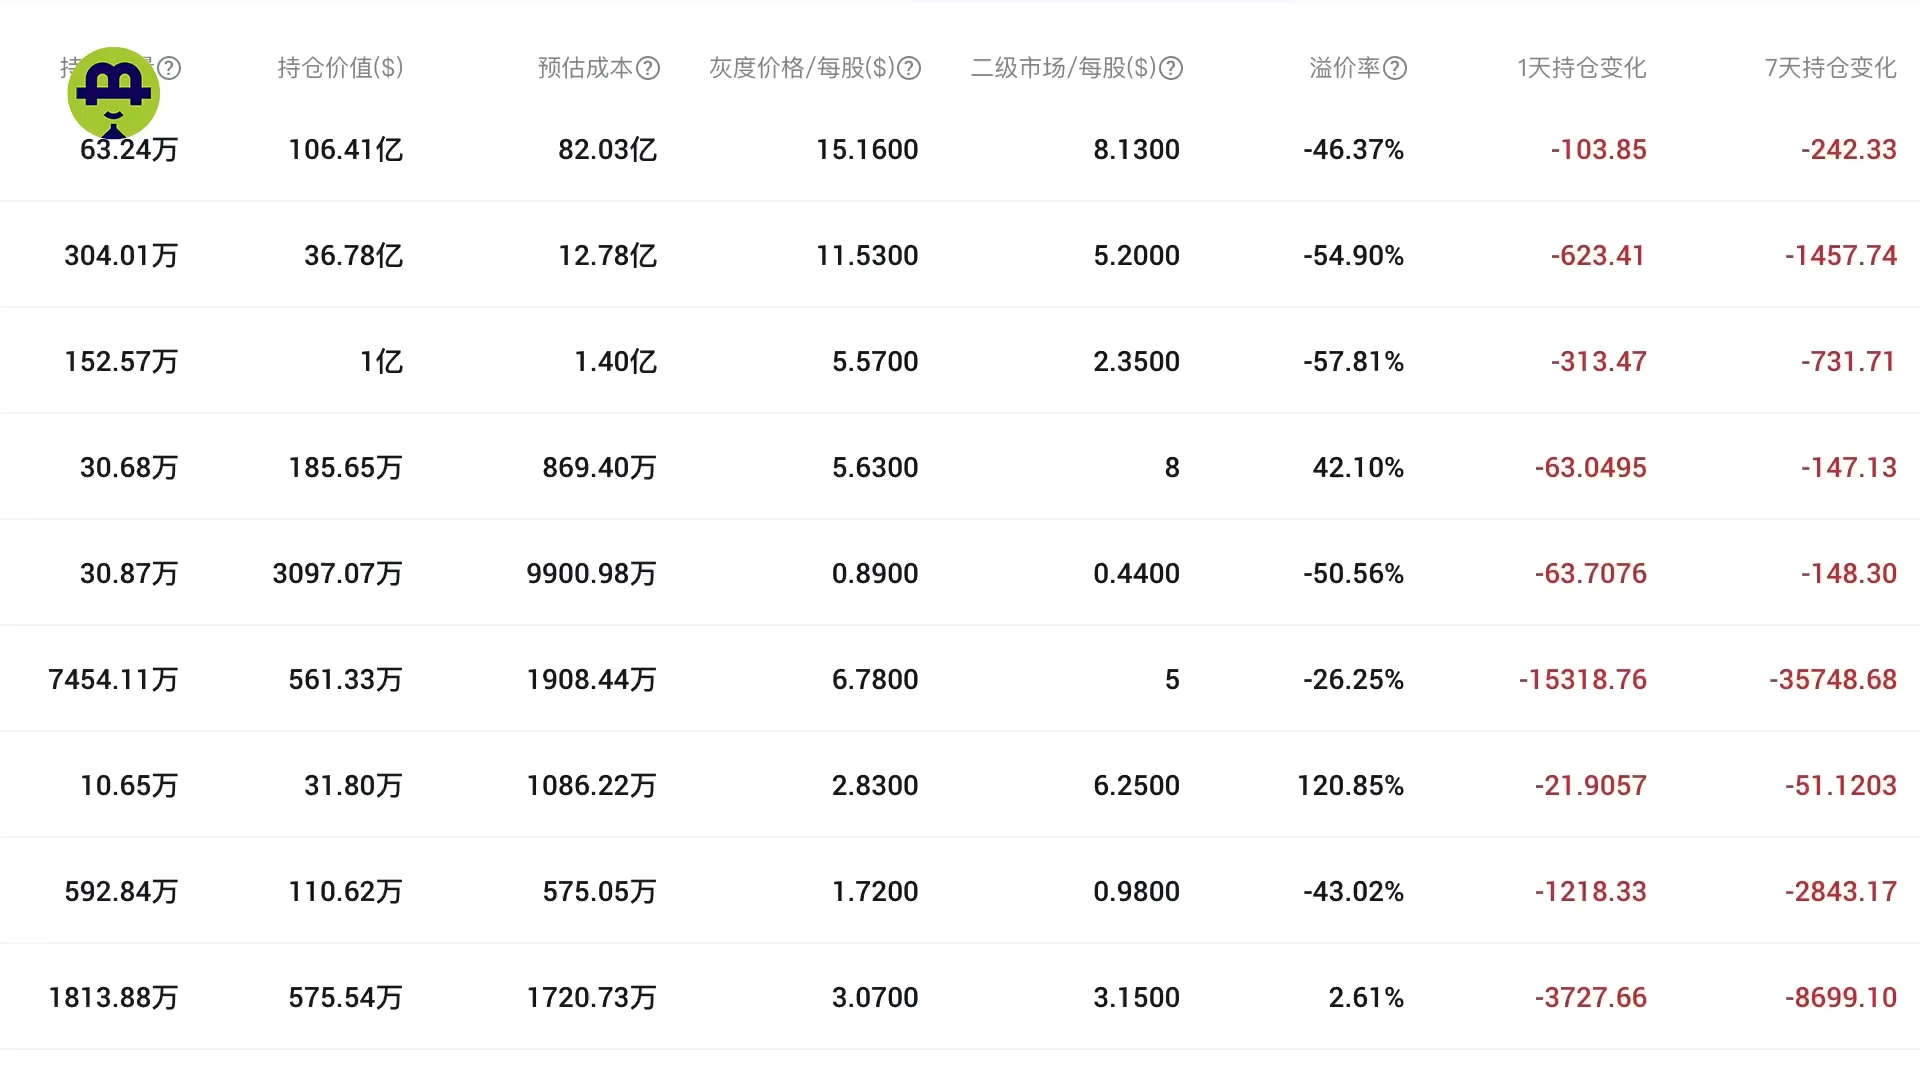 持 持仓价值($) 预估成本? 灰度价格/每股($)? 二级市场/每股($)? 溢价率? 1天持仓变化 7天持仓变化
63.24万 106.41亿 82.03亿 15.1600 8.1300 -46.37% -103.85 -242.33
304.01万 36.78亿 12.78亿 11.5300 5.2000 -54.90% -623.41 -1457.74
152.57万 1亿 1.40亿 5.5700 2.3500 -57.81% -313.47 -731.71
30.68万 185.65万 869.40万 5.6300 8 42.10% -63.0495 -147.13
30.87万 3097.07万 9900.98万 0.8900 0.4400 -50.56% -63.7076 -148.30
7454.11万 561.33万 1908.44万 6.7800 5 -26.25% -15318.76 -35748.68
10.65万 31.80万 1086.22万 2.8300 6.2500 120.85% -21.9057 -51.1203
592.84万 110.62万 575.05万 1.7200 0.9800 -43.02% -1218.33 -2843.17
1813.88万 575.54万 1720.73万 3.0700 3.1500 2.61% -3727.66 -8699.10